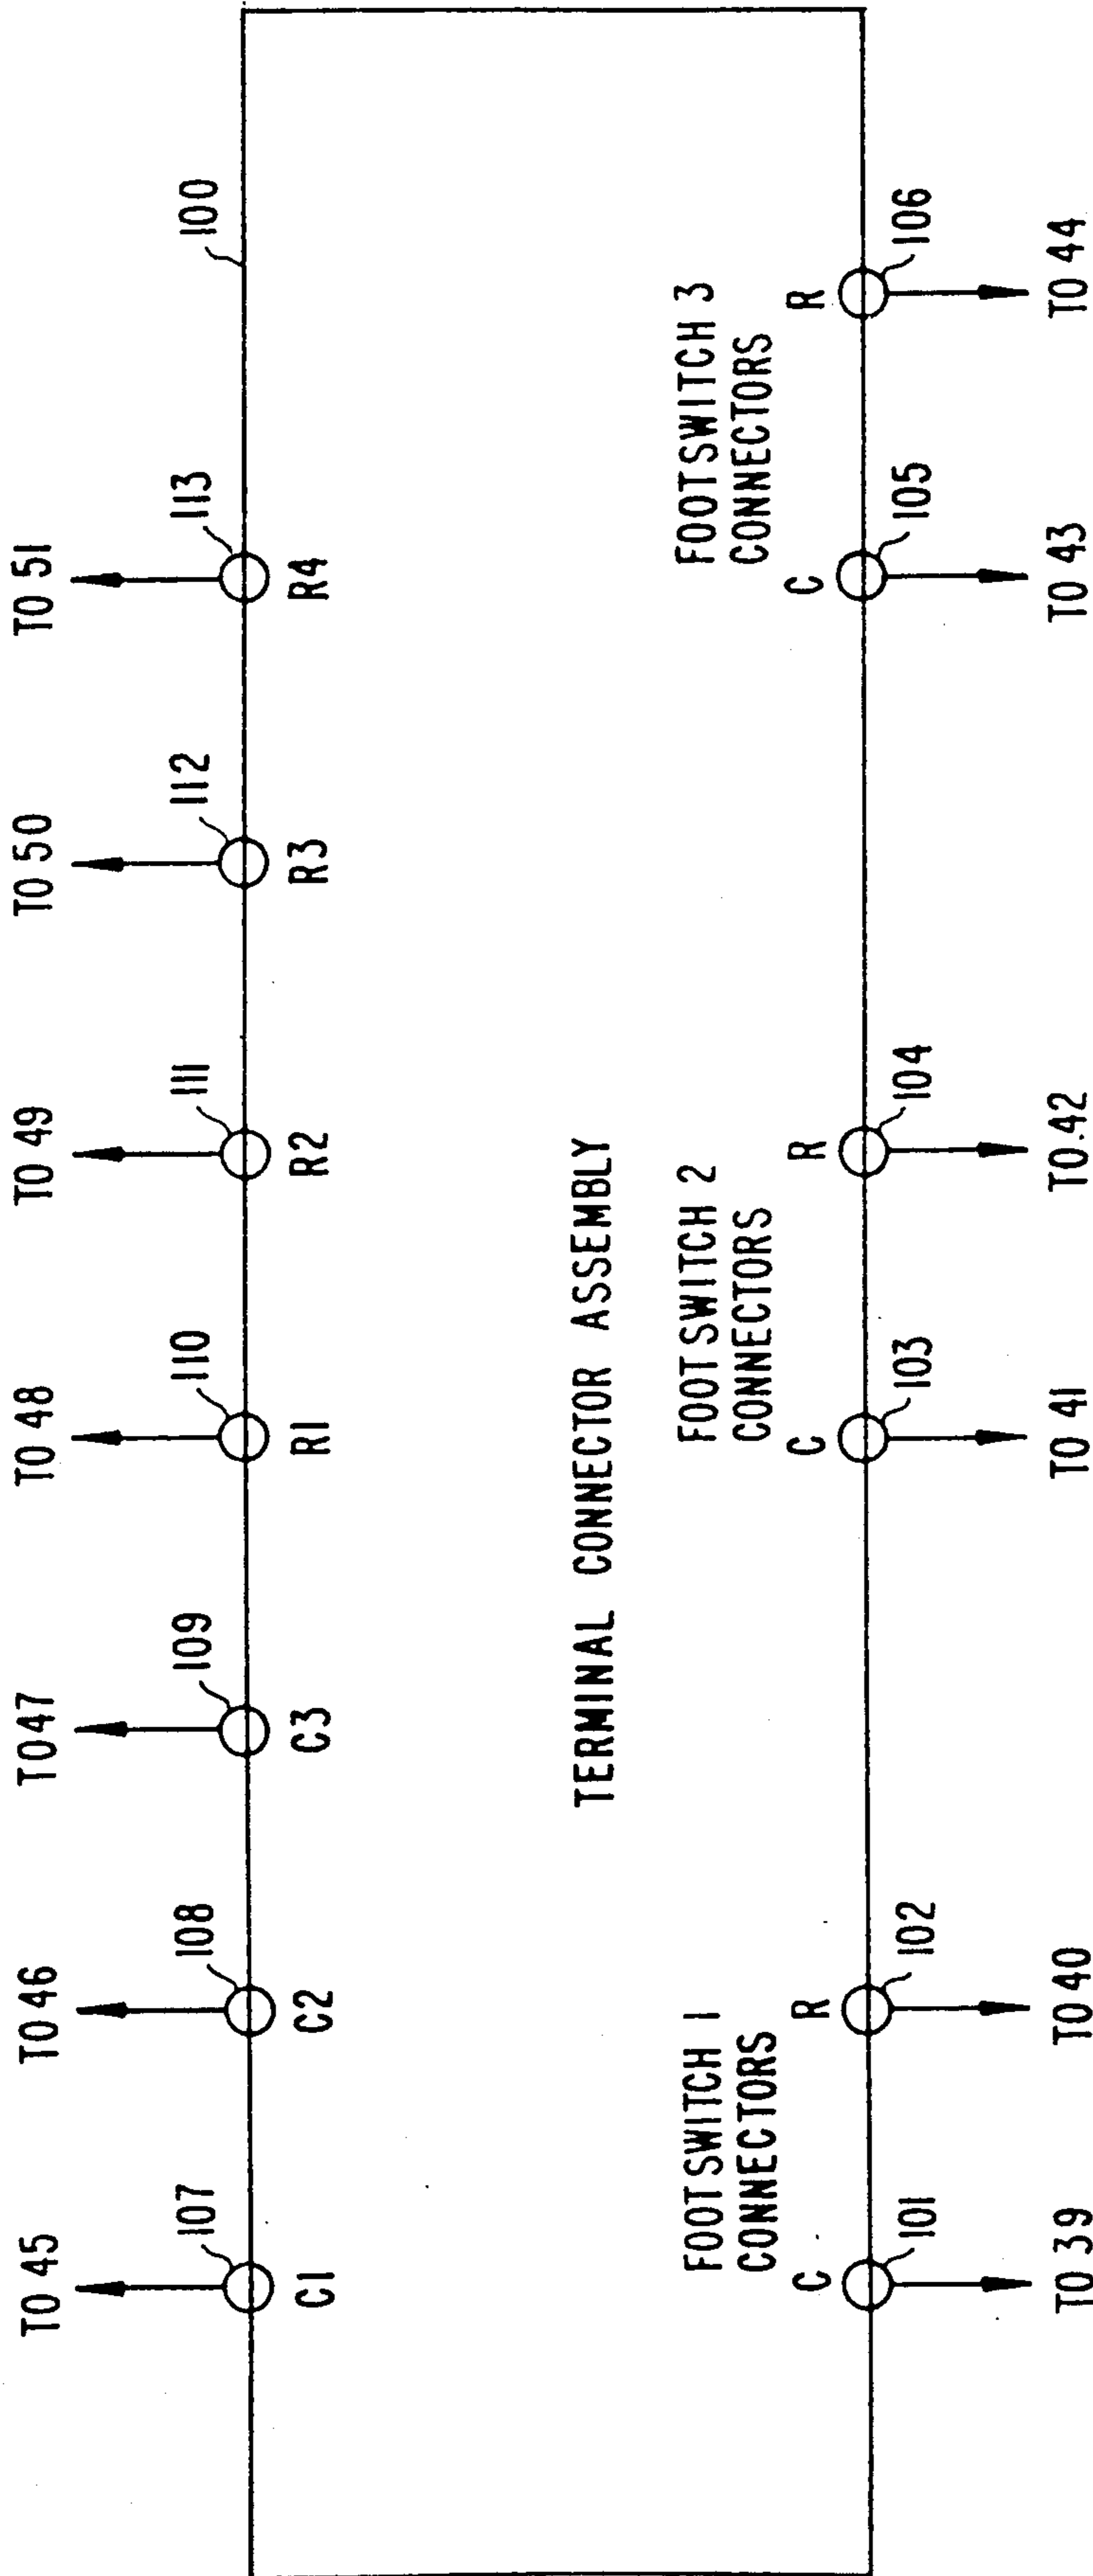 TO 45
TO 46
TO 47
TO 48
TO 49
TO 50
TO 51
107
108
109
110
111
112
113
100
C1
C2
C3
R1
R2
R3
R4
TERMINAL CONNECTOR ASSEMBLY
FOOTSWITCH 1
CONNECTORS
FOOTSWITCH 2
CONNECTORS
FOOTSWITCH 3
CONNECTORS
C
R
C
R
C
R
101
102
103
104
105
106
TO 39
TO 40
TO 41
TO.42
TO 43
TO 44